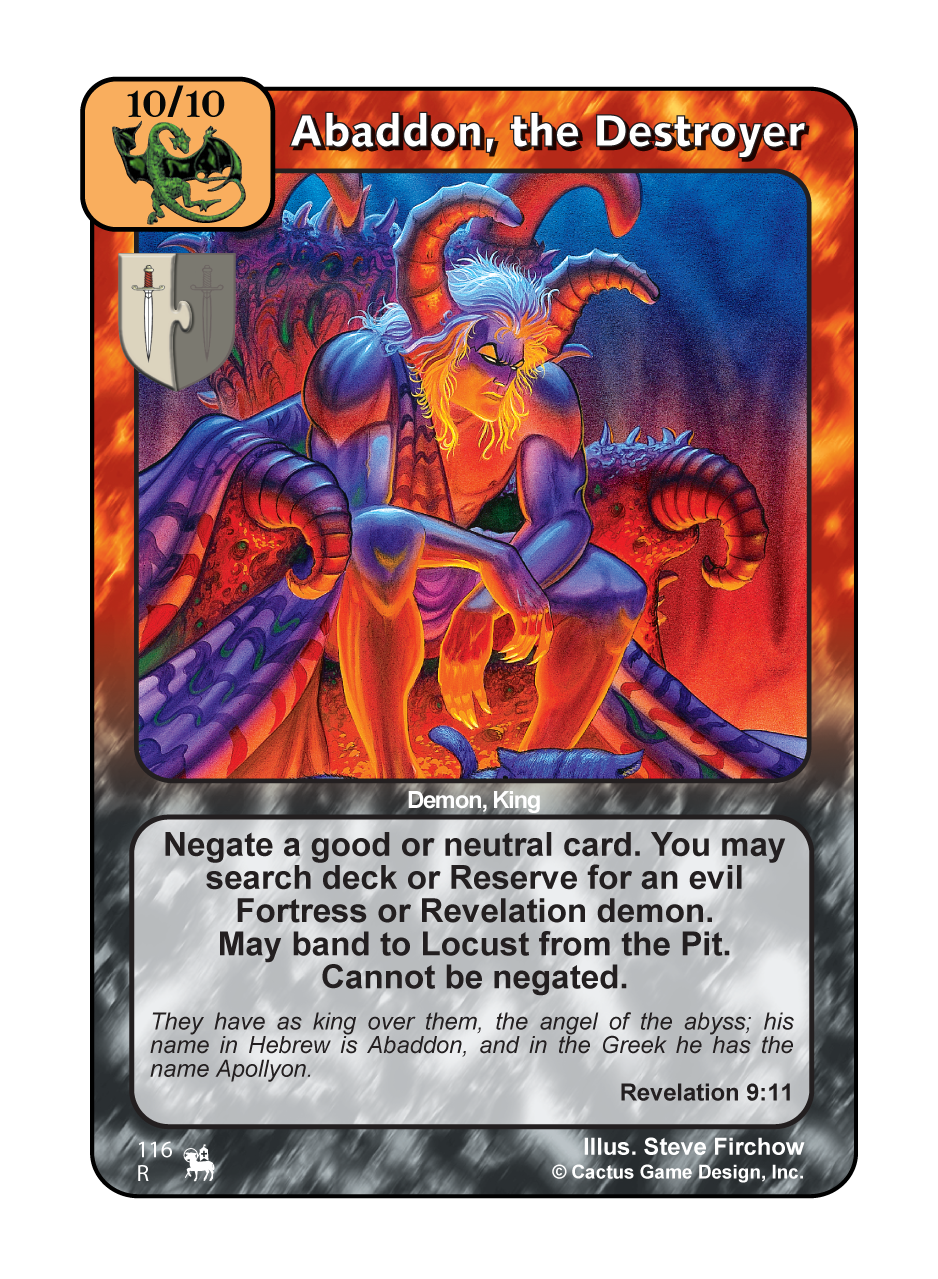 10/10
Abaddon, the Destroyer
Demon, King
Negate a good or neutral card. You may
search deck or Reserve for an evil
Fortress or Revelation demon.
May band to Locust from the Pit.
Cannot be negated.
They have as king over them, the angel of the abyss; his
name in Hebrew is Abaddon, and in the Greek he has the
name Apollyon.
Revelation 9:11
116
R
Illus. Steve Firchow
© Cactus Game Design, Inc.